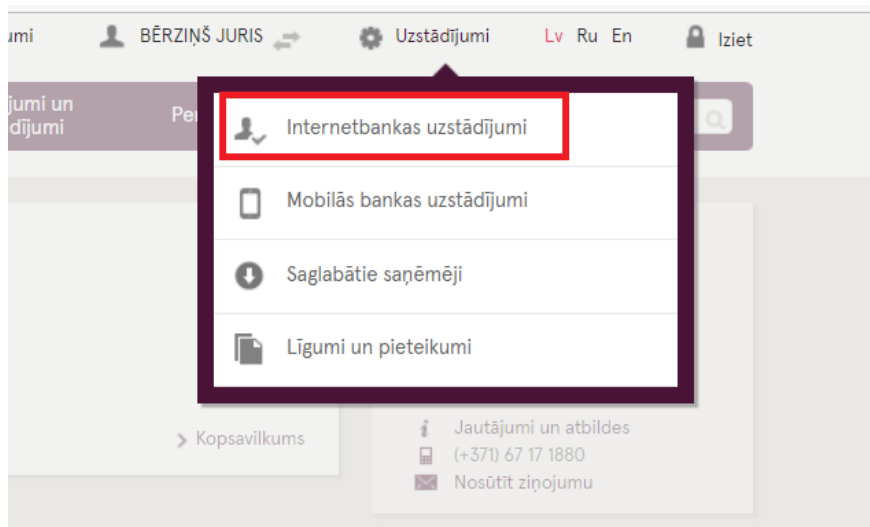 umi BĒRZIŅŠ JURIS Uzstādījumi Lv Ru En Iziet
jumi un
dījumi
Pe
Internetbankas uzstādījumi
Mobilās bankas uzstādījumi
Saglabātie saņēmēji
Līgumi un pieteikumi
Kopsavilkums
Jautājumi un atbildes
(+371) 67 17 1880
Nosūtīt ziņojumu